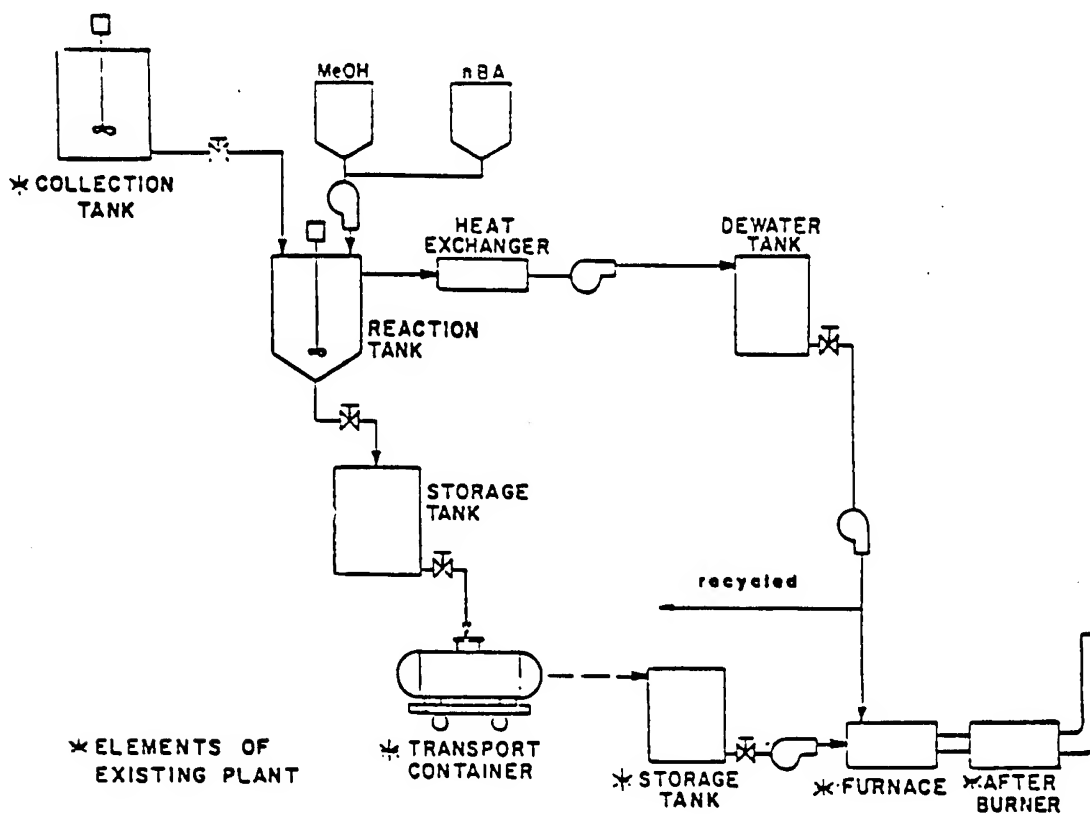 MeOH
nBA
* COLLECTION
TANK
HEAT
EXCHANGER
DEWATER
TANK
REACTION
TANK
STORAGE
TANK
recycled
* ELEMENTS OF
EXISTING PLANT
* TRANSPORT
CONTAINER
* STORAGE
TANK
* FURNACE
* AFTER
BURNER